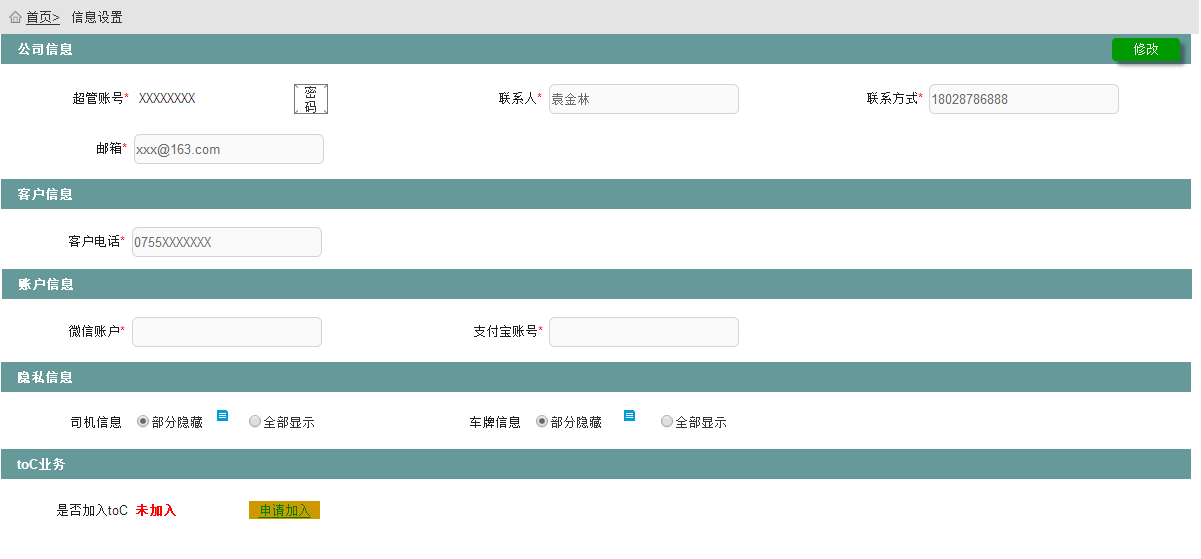 首页> 信息设置
公司信息 修改
超管账号* XXXXXXXX 密码 联系人* 袁金林 联系方式* 18028786888
邮箱* xxx@163.com
客户信息
客户电话* 0755XXXXXXX
账户信息
微信账户* 支付宝账号*
隐私信息
司机信息 部分隐藏 全部显示 车牌信息 部分隐藏 全部显示
toC业务
是否加入toC 未加入 申请加入